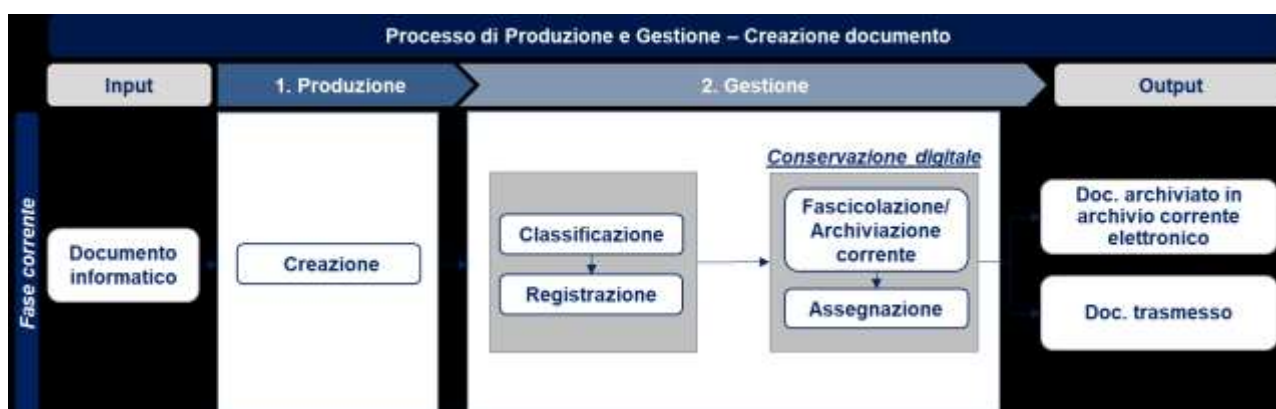 Processo di Produzione e Gestione – Creazione documento
Input
1. Produzione
2. Gestione
Output
Fase corrente
Documento
informatico
Creazione
Classificazione
Registrazione
Conservazione digitale
Fascicolazione/
Archiviazione
corrente
Assegnazione
Doc. archiviato in
archivio corrente
elettronico
Doc. trasmesso